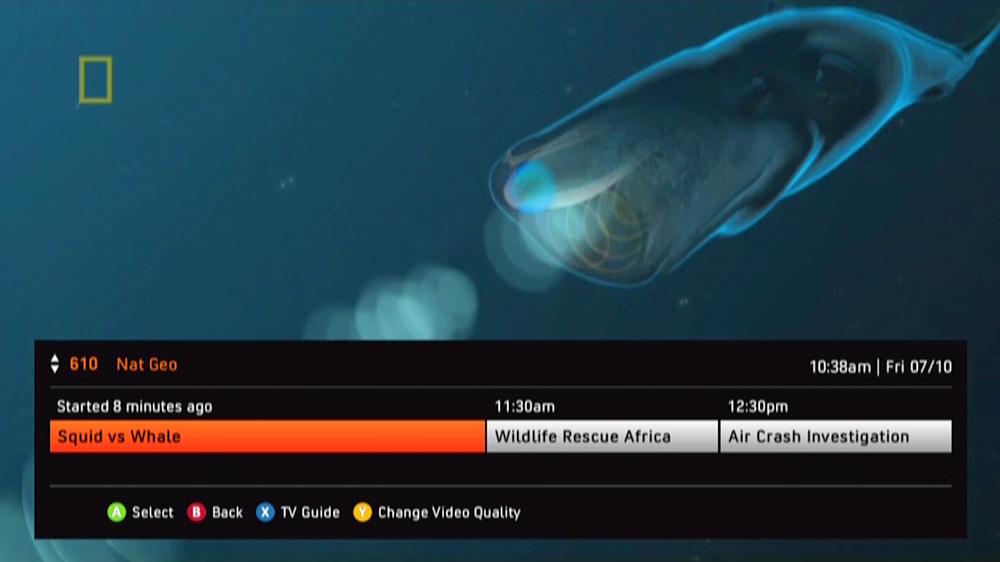 610 Nat Geo 10:38am | Fri 07/10
Started 8 minutes ago 11:30am 12:30pm
Squid vs Whale Wildlife Rescue Africa Air Crash Investigation
A Select B Back X TV Guide Y Change Video Quality